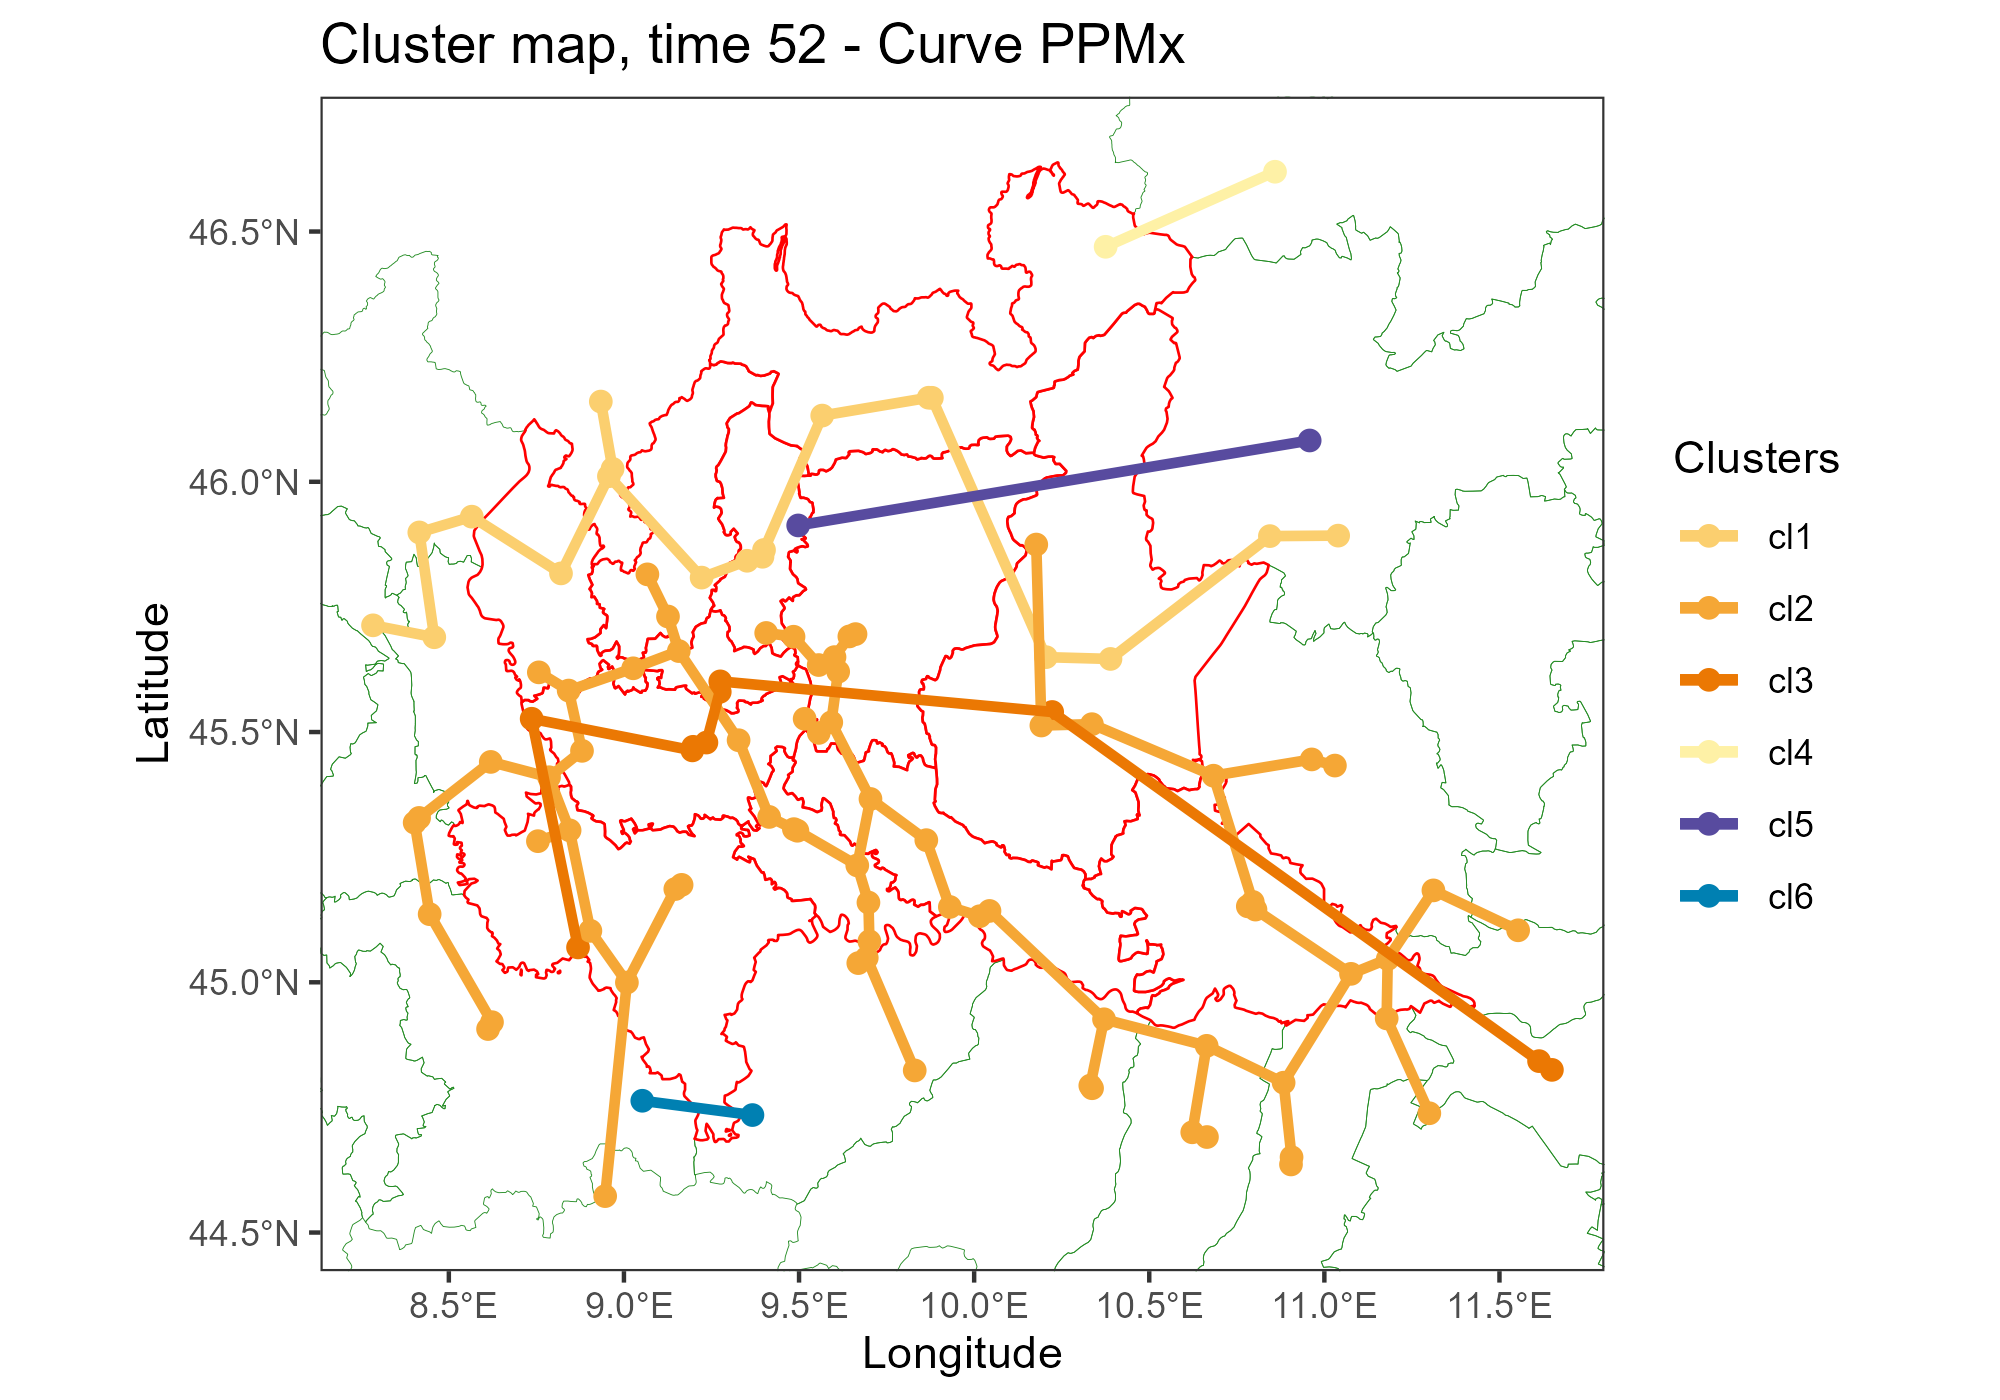 Cluster map, time 52 - Curve PPMx
46.5°N
46.0°N
45.5°N
45.0°N
44.5°N
Latitude
8.5°E 9.0°E 9.5°E 10.0°E 10.5°E 11.0°E 11.5°E
Longitude
Clusters
cl1
cl2
cl3
cl4
cl5
cl6